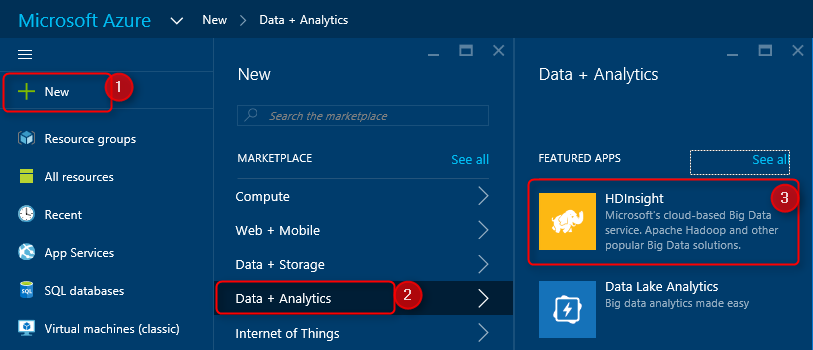 Microsoft Azure New > Data + Analytics
New 1
Resource groups
All resources
Recent
App Services
SQL databases
SQL
Virtual machines (classic)
New
Search the marketplace
MARKETPLACE See all
Compute
Web + Mobile
Data + Storage
Data + Analytics 2
Internet of Things
Data + Analytics
FEATURED APPS See all
HDInsight 3
Microsoft's cloud-based Big Data
service. Apache Hadoop and other
popular Big Data solutions.
Data Lake Analytics
Big data analytics made easy